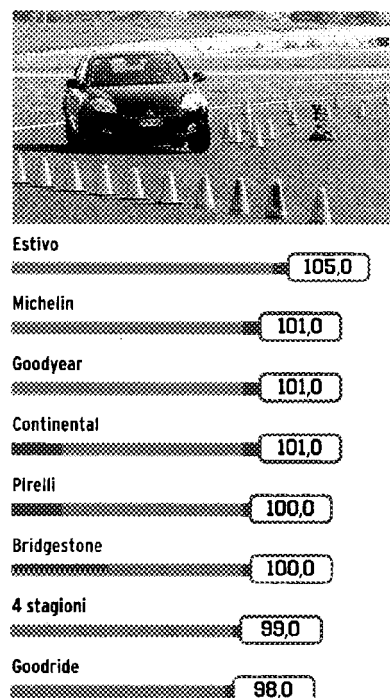 Estivo
105,0
Michelin
101,0
Goodyear
101,0
Continental
101,0
Pirelli
100,0
Bridgestone
100,0
4 stagioni
99,0
Goodride
98,0